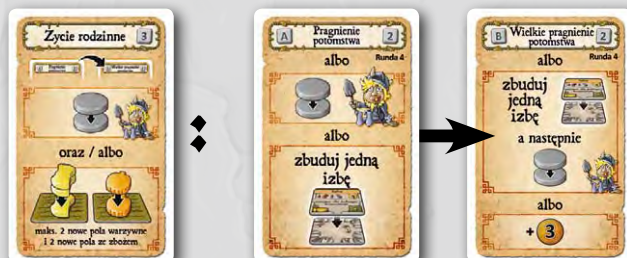 Życie rodzinne 3
oraz / albo
maks. 2 nowe pola warzywne
i 2 nowe pola ze zbożem
A Pragnienie potomstwa 2
albo Runda 4
albo
zbuduj jedną
izbę
B Wielkie pragnienie potomstwa 2
albo Runda 4
zbuduj
jedną
izbę
a następnie
albo
+ 3